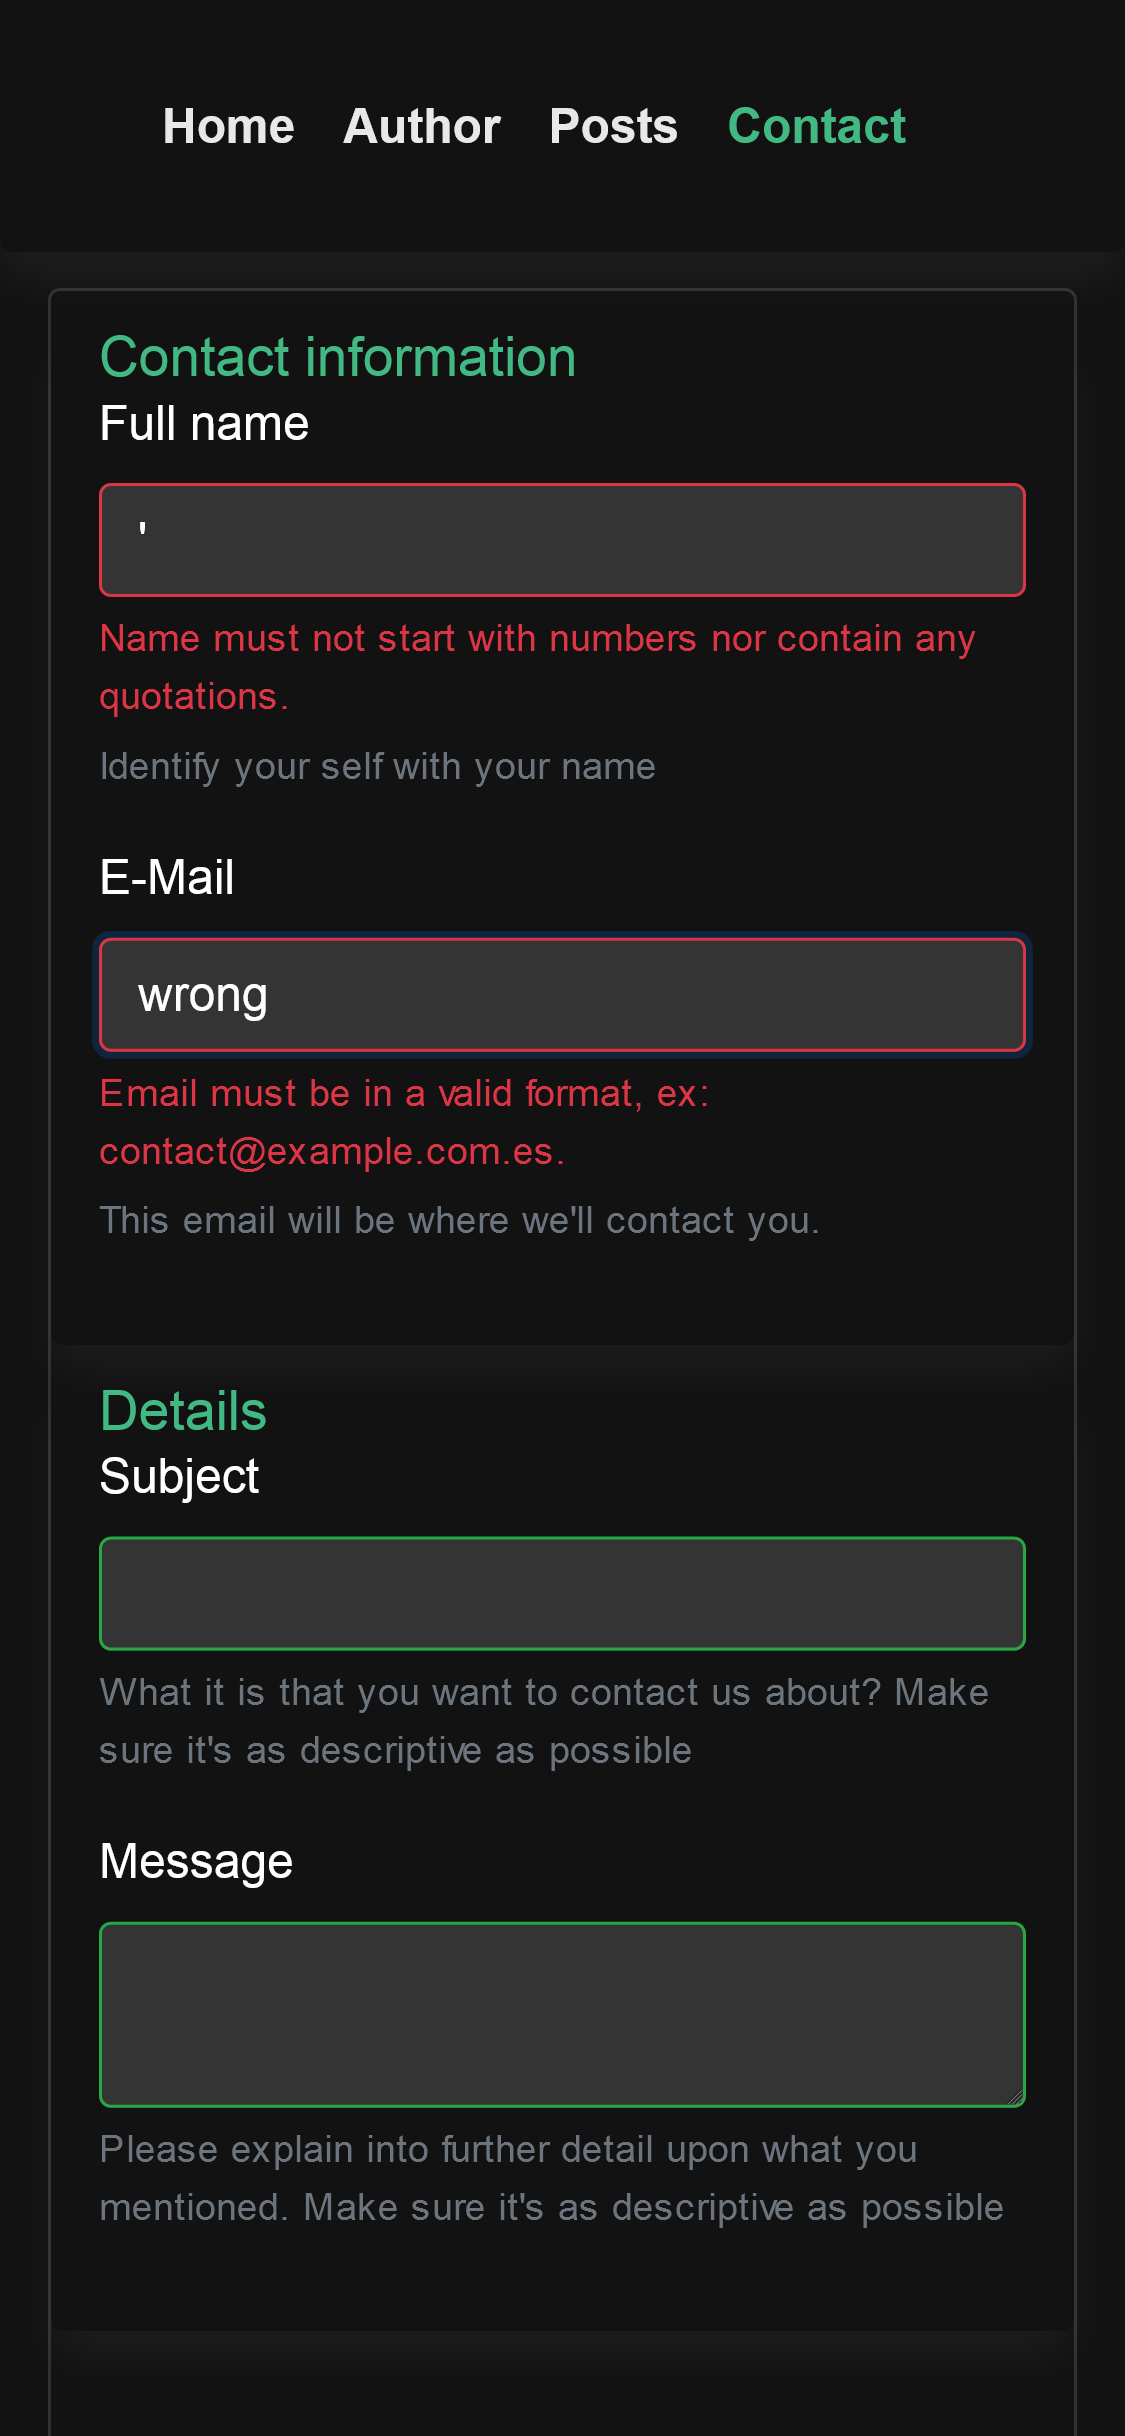 Home Author Posts Contact
Contact information
Full name
'
Name must not start with numbers nor contain any
quotations.
Identify your self with your name
E-Mail
wrong
Email must be in a valid format, ex:
contact@example.com.es.
This email will be where we'll contact you.
Details
Subject
What it is that you want to contact us about? Make
sure it's as descriptive as possible
Message
Please explain into further detail upon what you
mentioned. Make sure it's as descriptive as possible